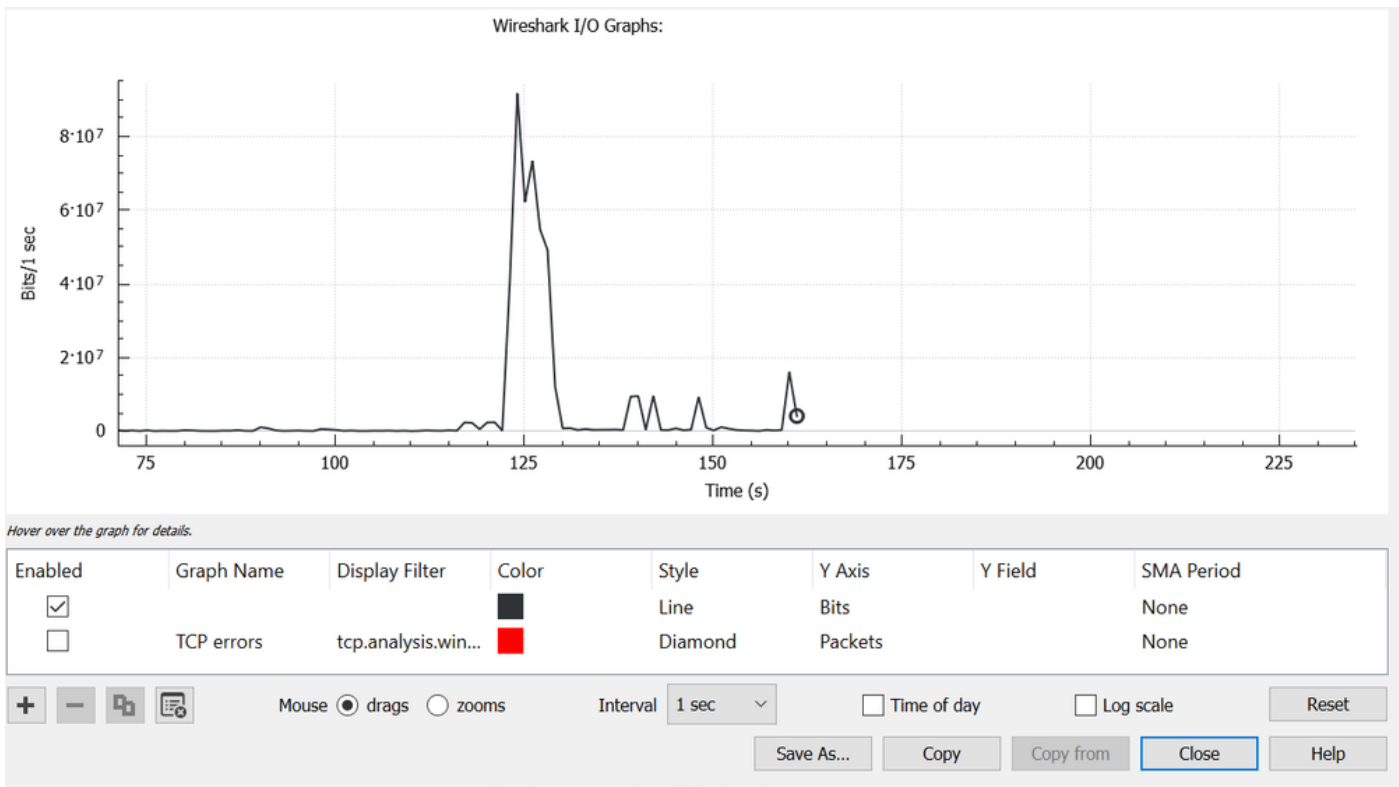 Wireshark I/O Graphs:
8·10⁷
6·10⁷
4·10⁷
2·10⁷
0
Bits/1 sec
75 100 125 150 175 200 225
Time (s)
Hover over the graph for details.
Enabled Graph Name Display Filter Color Style Y Axis Y Field SMA Period
Line Bits None
TCP errors tcp.analysis.win... Diamond Packets None
Mouse drags zooms Interval 1 sec Time of day Log scale Reset
Save As... Copy Copy from Close Help